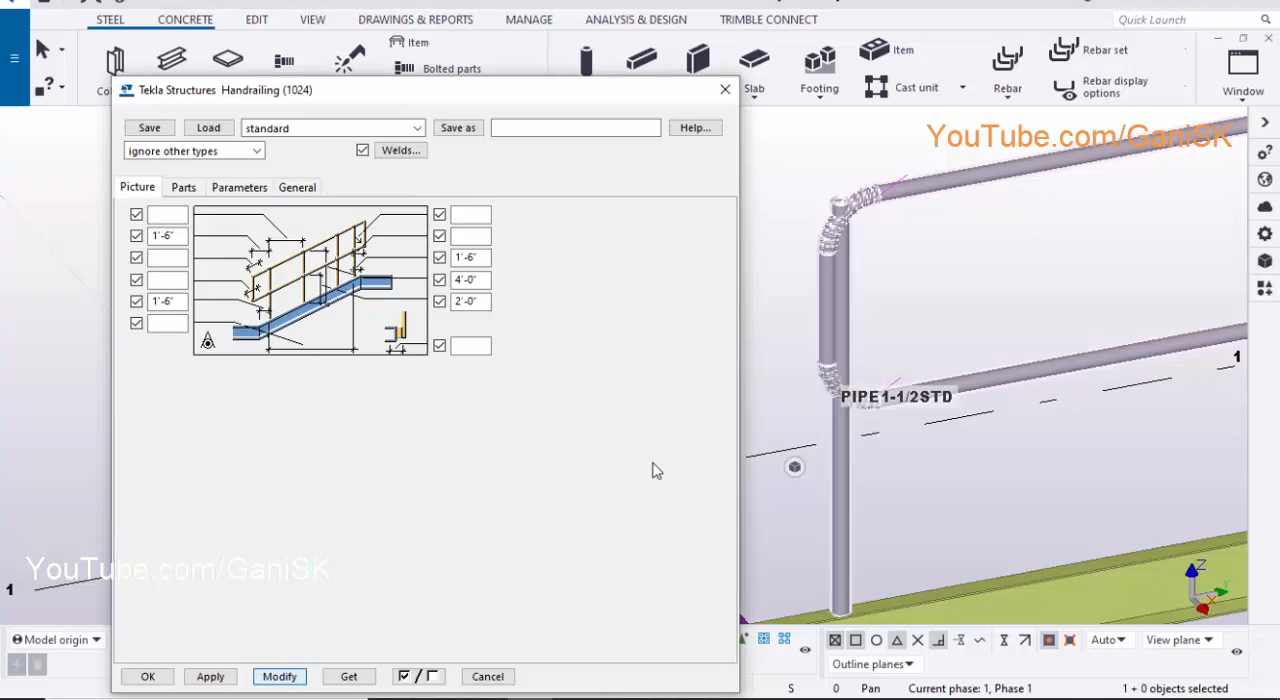 STEEL CONCRETE EDIT VIEW DRAWINGS & REPORTS MANAGE ANALYSIS & DESIGN TRIMBLE CONNECT Quick Launch
Item
Bolted parts
Slab
Footing
Item
Cast unit
Rebar
Rebar set
Rebar display
options
Window
Tekla Structures Handrailing (1024)
Save Load standard Save as Help...
ignore other types Welds...
Picture Parts Parameters General
1'-6"
1'-6"
1'-6"
4'-0"
2'-0"
YouTube.com/GaniSK
1
PIPE1-1/2STD
YouTube.com/GaniSK
1
Z
Y
X
Model origin
OK Apply Modify Get / Cancel
Auto View plane
Outline planes
S 0 Pan Current phase: 1, Phase 1 1 + 0 objects selected